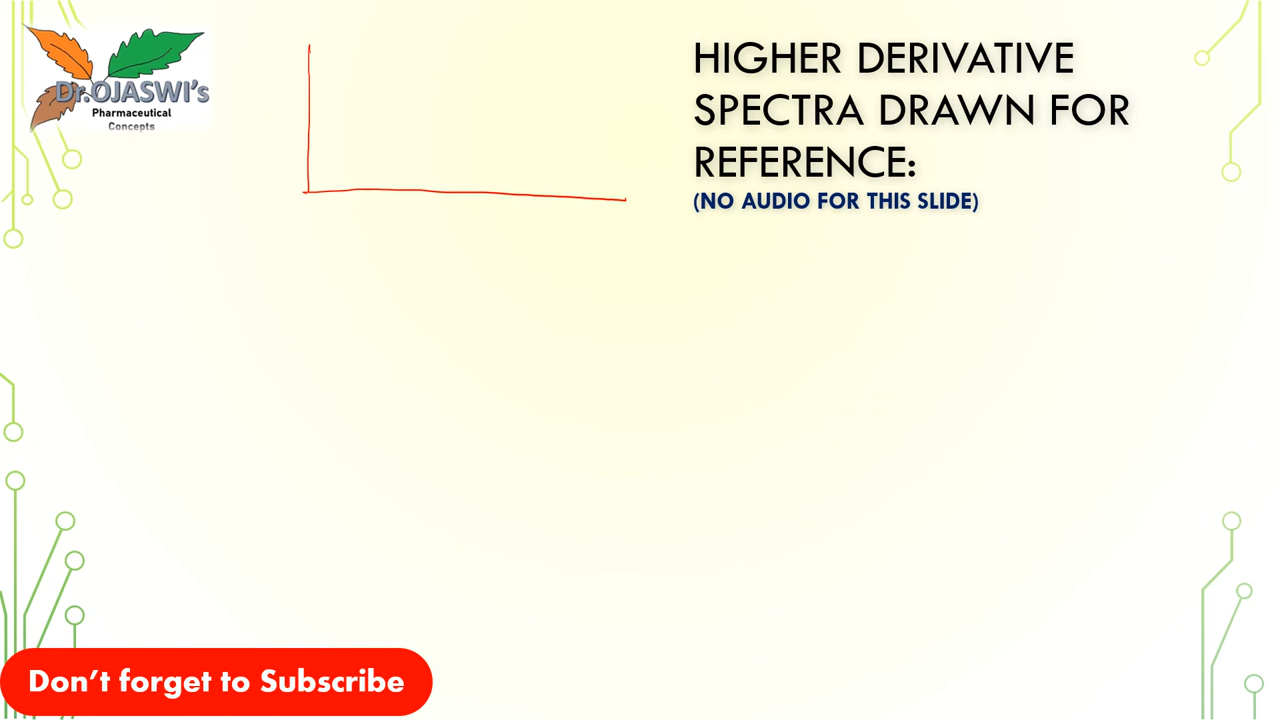 Dr.OJASWI's
Pharmaceutical
Concepts
HIGHER DERIVATIVE
SPECTRA DRAWN FOR
REFERENCE:
(NO AUDIO FOR THIS SLIDE)
Don't forget to Subscribe